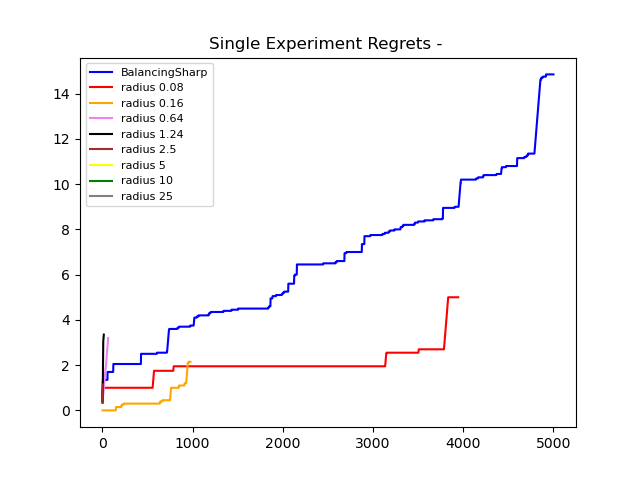 Single Experiment Regrets -
BalancingSharp
radius 0.08
radius 0.16
radius 0.64
radius 1.24
radius 2.5
radius 5
radius 10
radius 25
14
12
10
8
6
4
2
0
0 1000 2000 3000 4000 5000